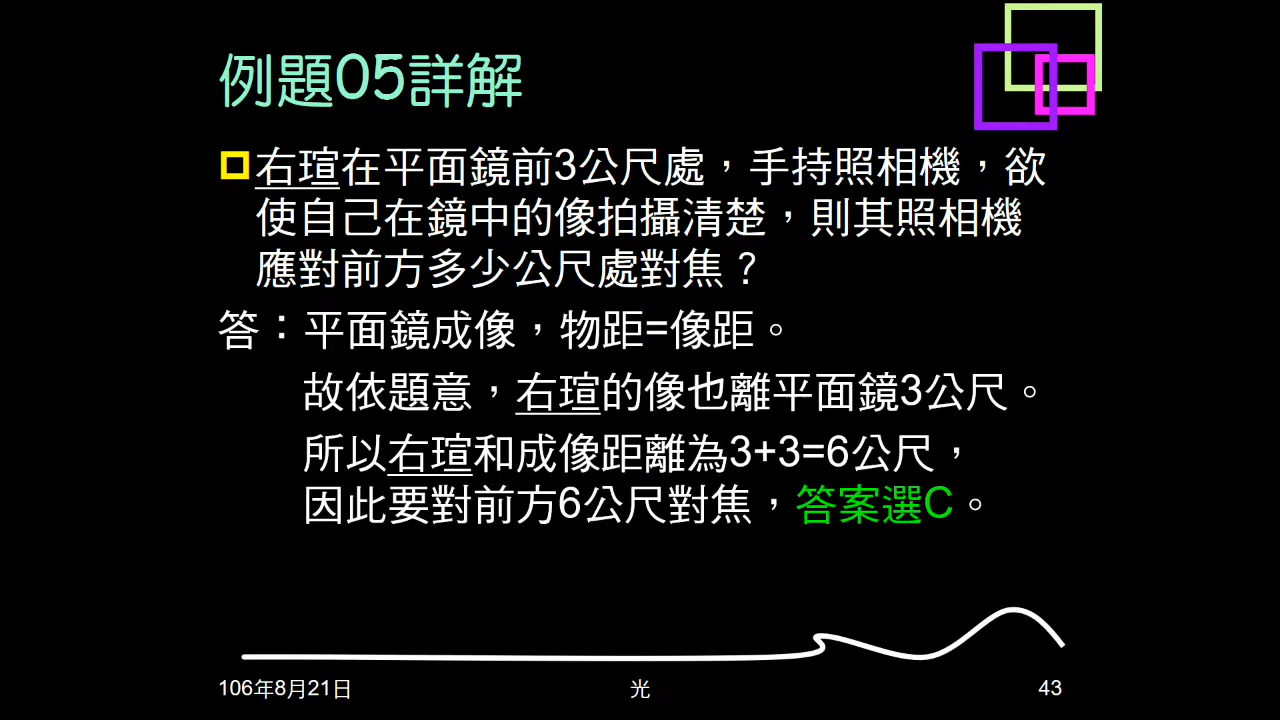 例題05詳解
右瑄在平面鏡前3公尺處，手持照相機，欲
使自己在鏡中的像拍攝清楚，則其照相機
應對前方多少公尺處對焦？
答：平面鏡成像，物距=像距。
故依題意，右瑄的像也離平面鏡3公尺。
所以右瑄和成像距離為3+3=6公尺，
因此要對前方6公尺對焦，答案選C。
106年8月21日
光
43